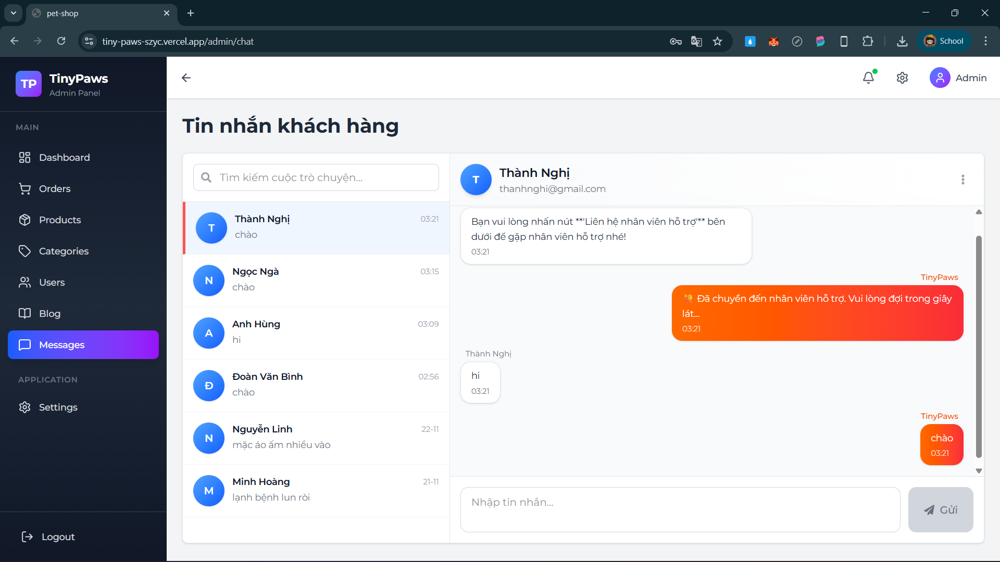 pet-shop
tiny-paws-szyc.vercel.app/admin/chat
School
TP
TinyPaws
Admin Panel
MAIN
Dashboard
Orders
Products
Categories
Users
Blog
Messages
APPLICATION
Settings
Logout
Admin
Tin nhắn khách hàng
Tìm kiếm cuộc trò chuyện...
T
Thành Nghị
03:21
chào
N
Ngọc Ngà
03:15
chào
A
Anh Hùng
03:09
hi
Đ
Đoàn Văn Bình
02:56
chào
N
Nguyễn Linh
22-11
mặc áo ấm nhiều vào
M
Minh Hoàng
21-11
lạnh bệnh lun ròi
T
Thành Nghị
thanhnghi@gmail.com
Bạn vui lòng nhấn nút **'Liên hệ nhân viên hỗ trợ'** bên
dưới để gặp nhân viên hỗ trợ nhé!
03:21
TinyPaws
Đã chuyển đến nhân viên hỗ trợ. Vui lòng đợi trong giây
lát...
03:21
Thành Nghị
hi
03:21
TinyPaws
chào
03:21
Nhập tin nhắn...
Gửi